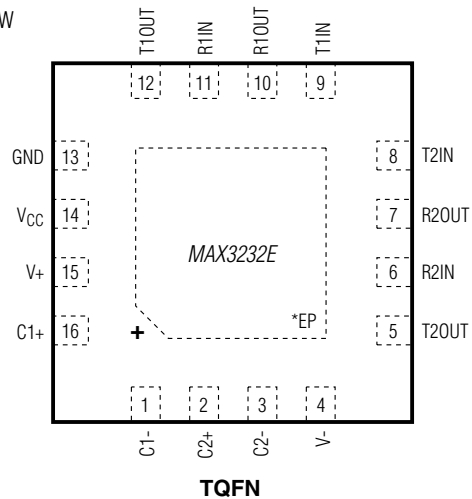 W
T1OUT
R1IN
R1OUT
T1IN
12
11
10
9
GND 13
8 T2IN
VCC 14
7 R2OUT
MAX3232E
V+ 15
6 R2IN
C1+ 16
+
*EP
5 T2OUT
1
2
3
4
C1-
C2+
C2-
V-
TQFN